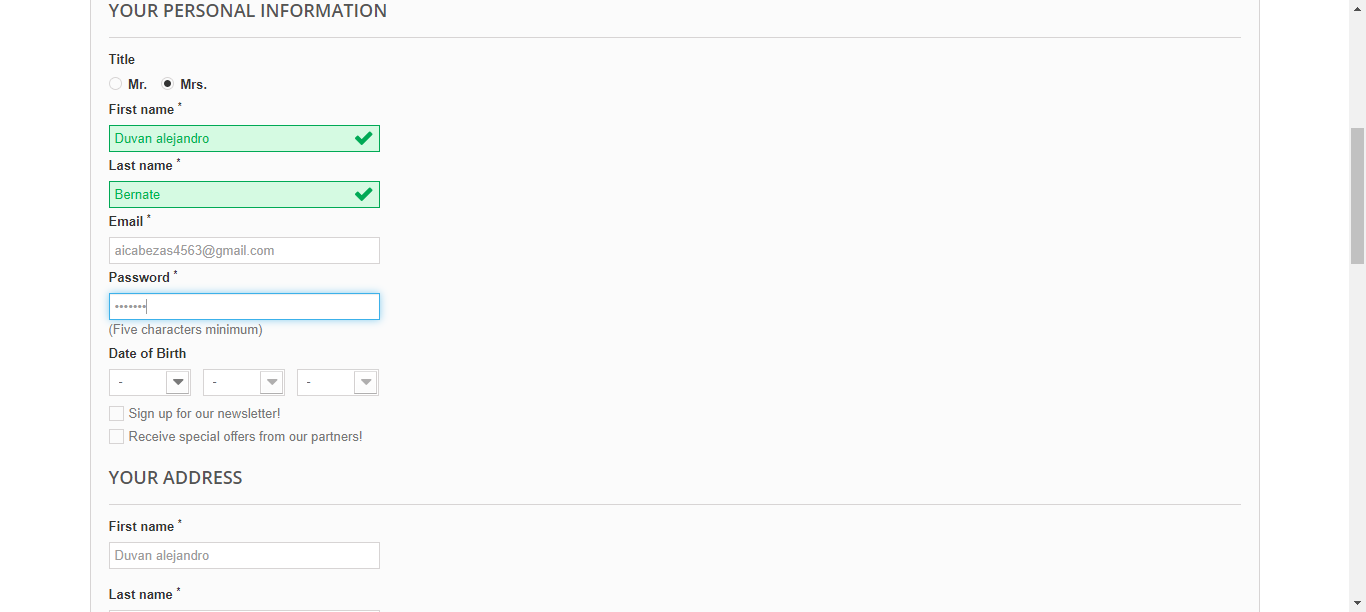 YOUR PERSONAL INFORMATION
Title
Mr. Mrs.
First name *
Duvan alejandro
Last name *
Bernate
Email *
aicabezas4563@gmail.com
Password *
•••••••
(Five characters minimum)
Date of Birth
- - -
Sign up for our newsletter!
Receive special offers from our partners!
YOUR ADDRESS
First name *
Duvan alejandro
Last name *